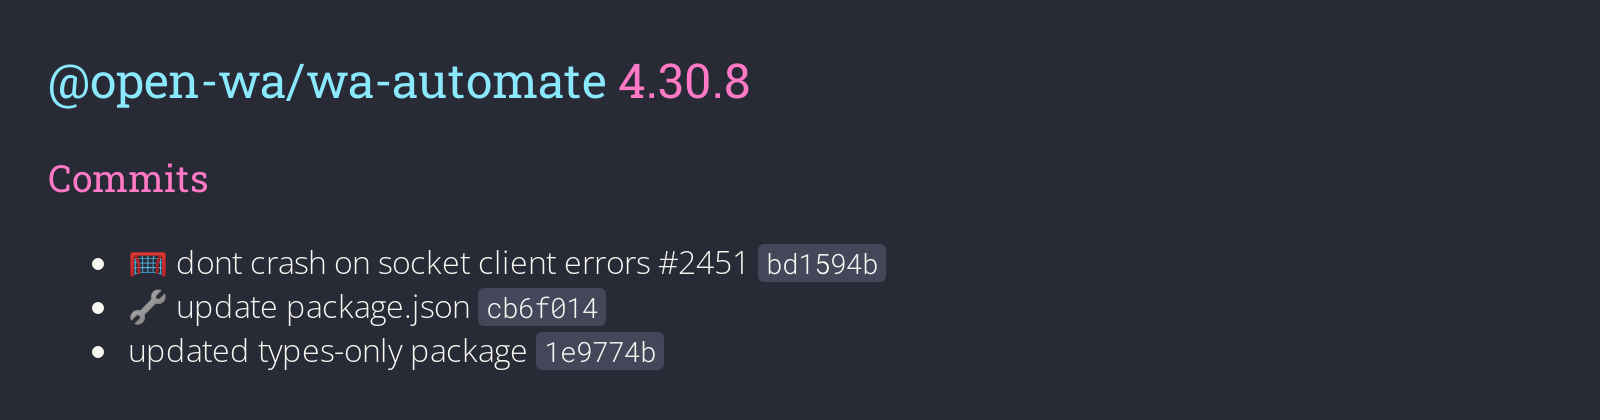 @open-wa/wa-automate 4.30.8
Commits
🥅 dont crash on socket client errors #2451 bd1594b
🔧 update package.json cb6f014
updated types-only package 1e9774b